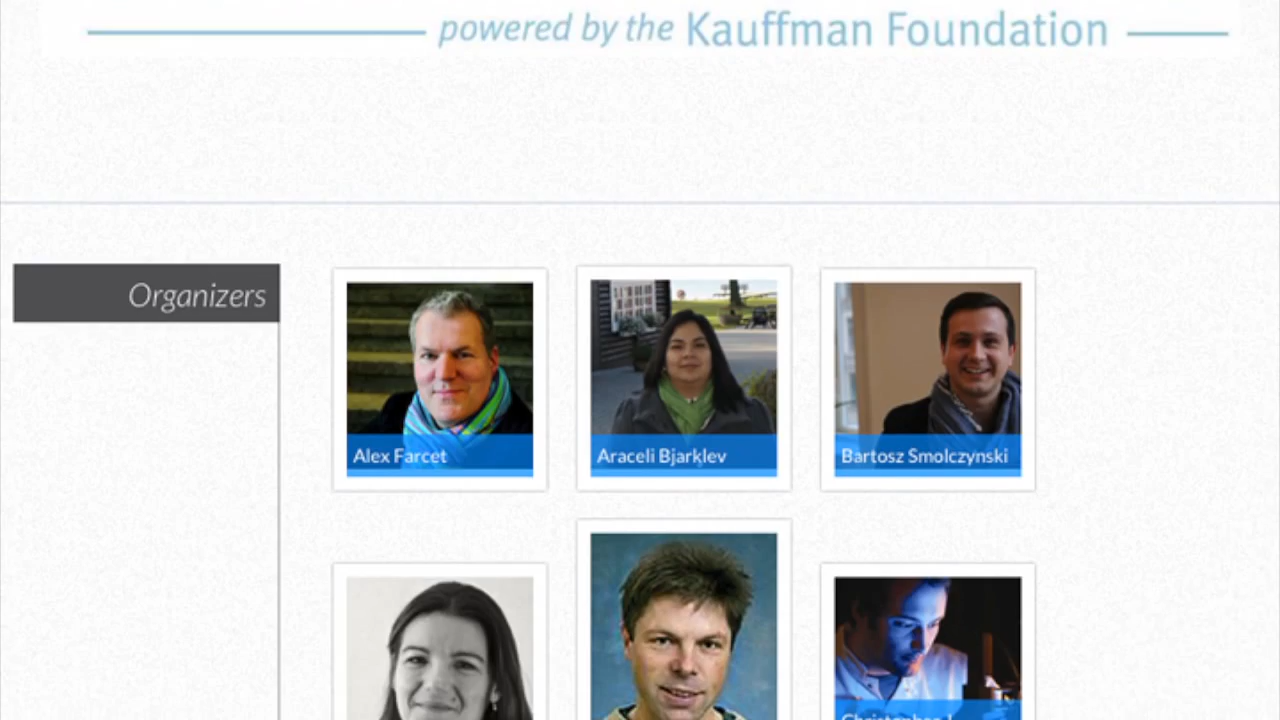 powered by the Kauffman Foundation
Organizers
Alex Farcet
Araceli Bjarklev
Bartosz Smolczynski